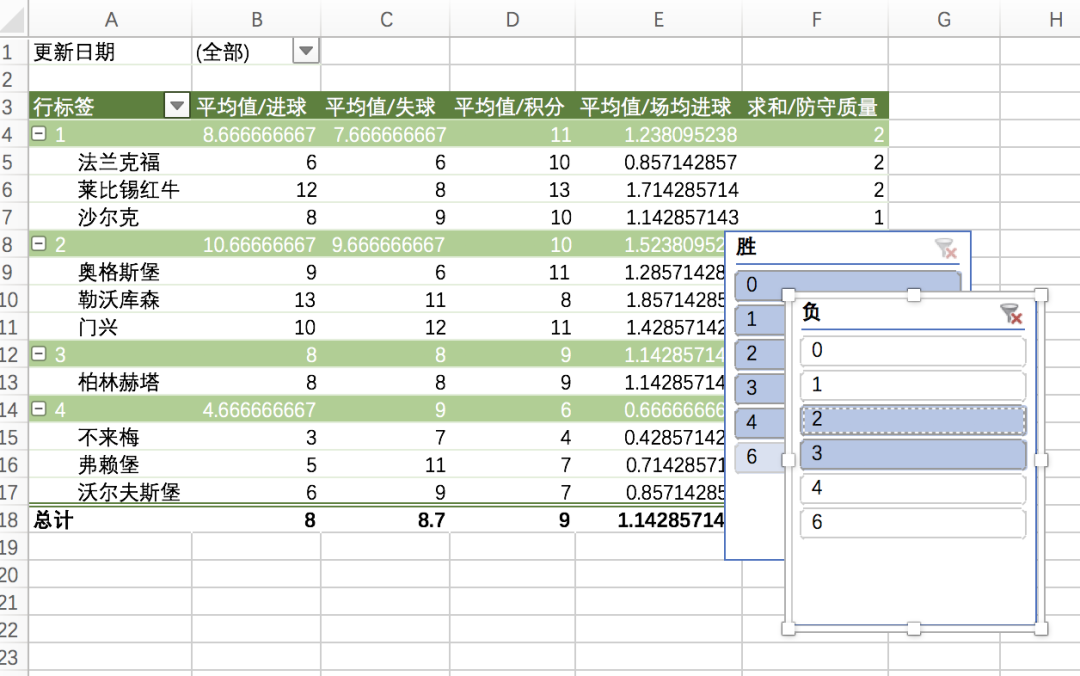 A B C D E F G H
1 更新日期 (全部)
2
3 行标签 平均值/进球 平均值/失球 平均值/积分 平均值/场均进球 求和/防守质量
4 1 8.666666667 7.666666667 11 1.238095238 2
5 法兰克福 6 6 10 0.857142857 2
6 莱比锡红牛 12 8 13 1.714285714 2
7 沙尔克 8 9 10 1.142857143 1
8 2 10.66666667 9.666666667 10 1.52380952
9 奥格斯堡 9 6 11 1.28571428
10 勒沃库森 13 11 8 1.85714285
11 门兴 10 12 11 1.42857142
12 3 8 8 9 1.14285714
13 柏林赫塔 8 8 9 1.14285714
14 4 4.666666667 9 6 0.66666666
15 不来梅 3 7 4 0.42857142
16 弗赖堡 5 11 7 0.71428571
17 沃尔夫斯堡 6 9 7 0.85714285
18 总计 8 8.7 9 1.14285714
19
20
21
22
23
胜
0
1
2
3
4
6
负
0
1
2
3
4
6